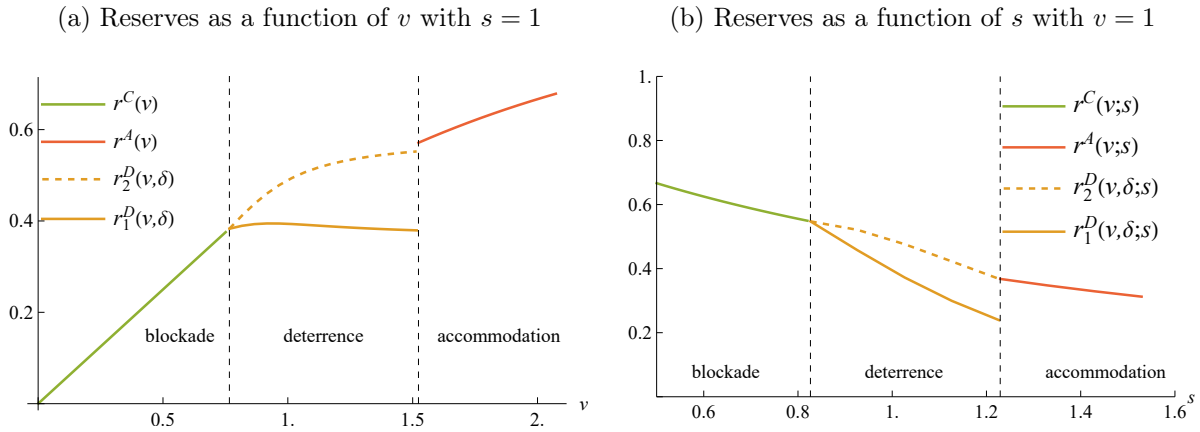 (a) Reserves as a function of v with s = 1
r^C(v)
r^A(v)
r_2^D(v,δ)
r_1^D(v,δ)
0.6
0.4
0.2
blockade
deterrence
accommodation
0.5
1.
1.5
2.
v
(b) Reserves as a function of s with v = 1
1.
0.8
0.6
0.4
0.2
r^C(v;s)
r^A(v;s)
r_2^D(v,δ;s)
r_1^D(v,δ;s)
blockade
deterrence
accommodation
0.6
0.8
1.
1.2
1.4
1.6
s